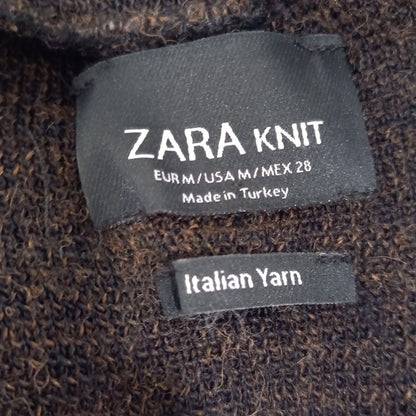 ZARA KNIT
EUR M / USA M / MEX 28
Made in Turkey
Italian Yarn